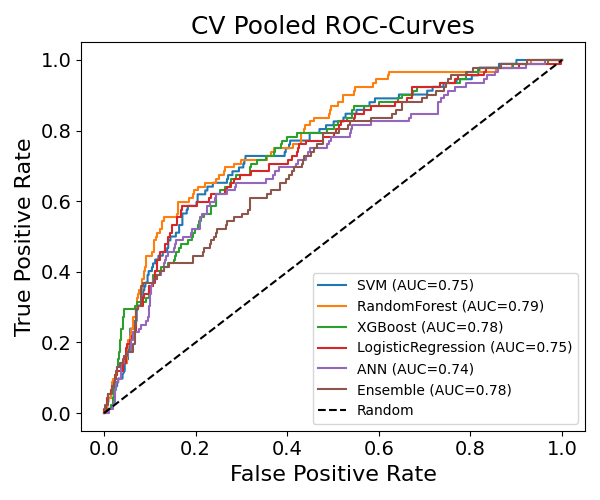 CV Pooled ROC-Curves
True Positive Rate
1.0
0.8
0.6
0.4
0.2
0.0
SVM (AUC=0.75)
RandomForest (AUC=0.79)
XGBoost (AUC=0.78)
LogisticRegression (AUC=0.75)
ANN (AUC=0.74)
Ensemble (AUC=0.78)
Random
0.0 0.2 0.4 0.6 0.8 1.0
False Positive Rate